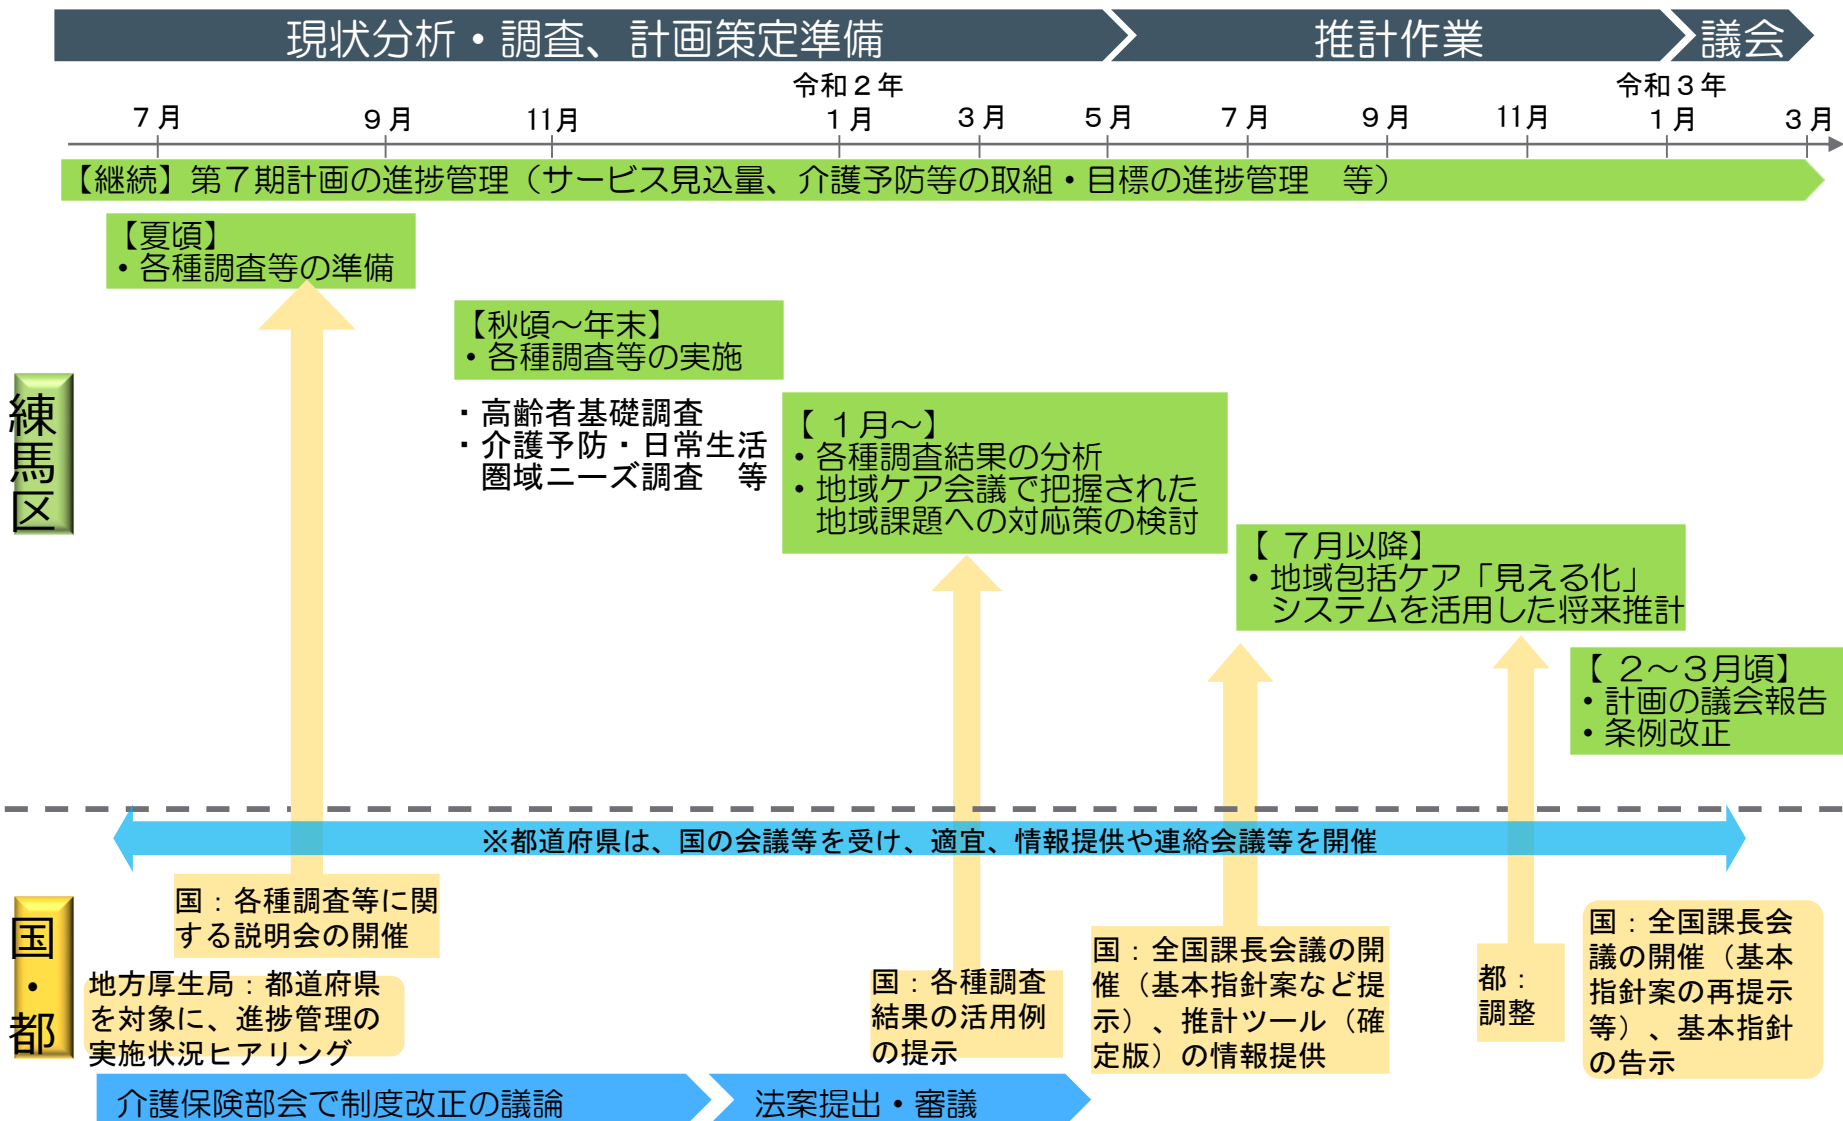 現状分析・調査、計画策定準備
推計作業
議会
令和２年
令和３年
７月
９月
11月
１月
３月
５月
７月
９月
11月
１月
３月
【継続】第７期計画の進捗管理（サービス見込量、介護予防等の取組・目標の進捗管理　等）
【夏頃】
・各種調査等の準備
【秋頃～年末】
・各種調査等の実施
・高齢者基礎調査
・介護予防・日常生活
圏域ニーズ調査　等
【１月～】
・各種調査結果の分析
・地域ケア会議で把握された
地域課題への対応策の検討
【７月以降】
・地域包括ケア「見える化」
システムを活用した将来推計
【２～３月頃】
・計画の議会報告
・条例改正
練馬区
※都道府県は、国の会議等を受け、適宜、情報提供や連絡会議等を開催
国・都
国：各種調査等に関
する説明会の開催
地方厚生局：都道府県
を対象に、進捗管理の
実施状況ヒアリング
国：各種調査
結果の活用例
の提示
国：全国課長会議の開
催（基本指針案など提
示）、推計ツール（確
定版）の情報提供
都：
調整
国：全国課長会
議の開催（基本
指針案の再提示
等）、基本指針
の告示
介護保険部会で制度改正の議論
法案提出・審議